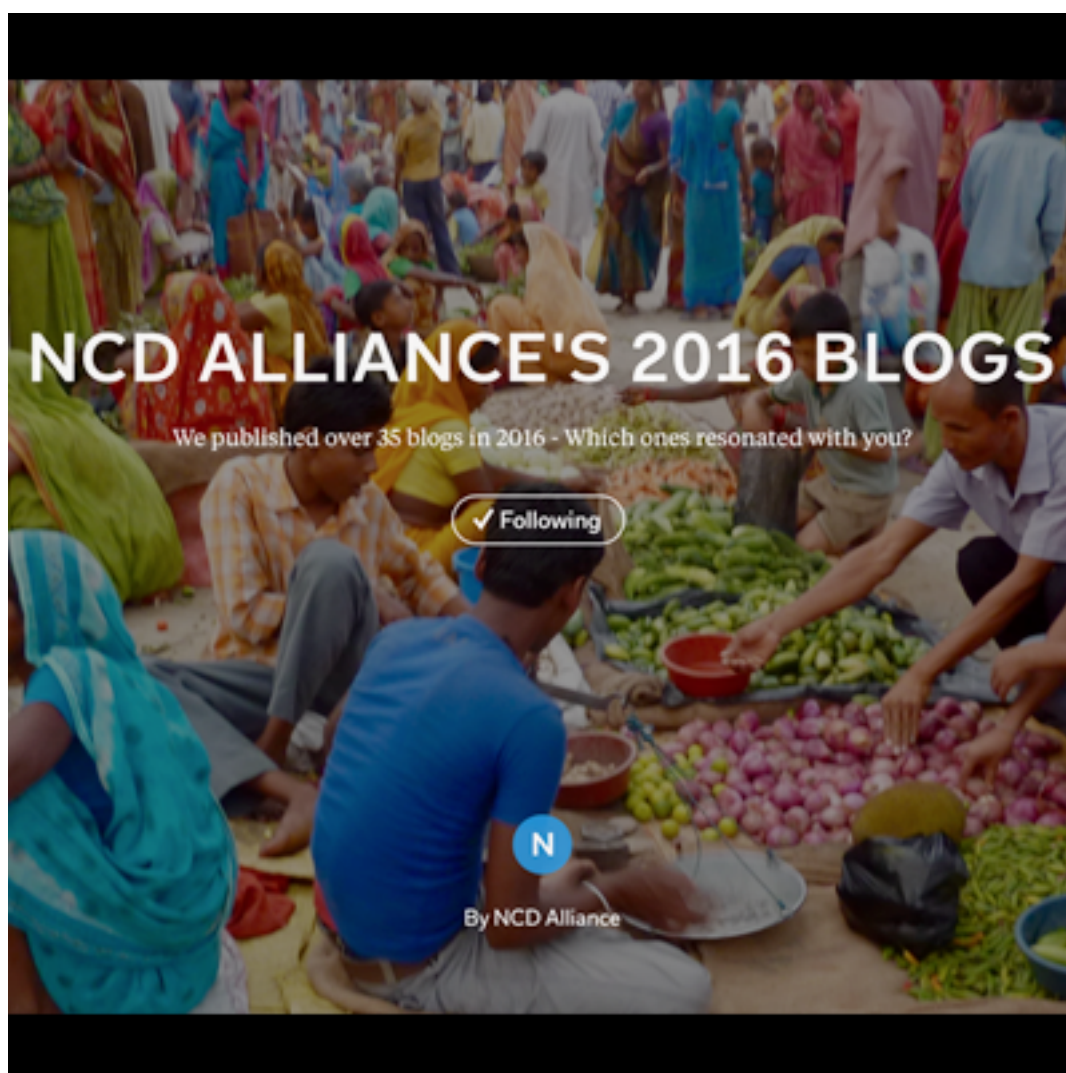 NCD ALLIANCE'S 2016 BLOGS
We published over 35 blogs in 2016 - Which ones resonated with you?
✓ Following
N
By NCD Alliance